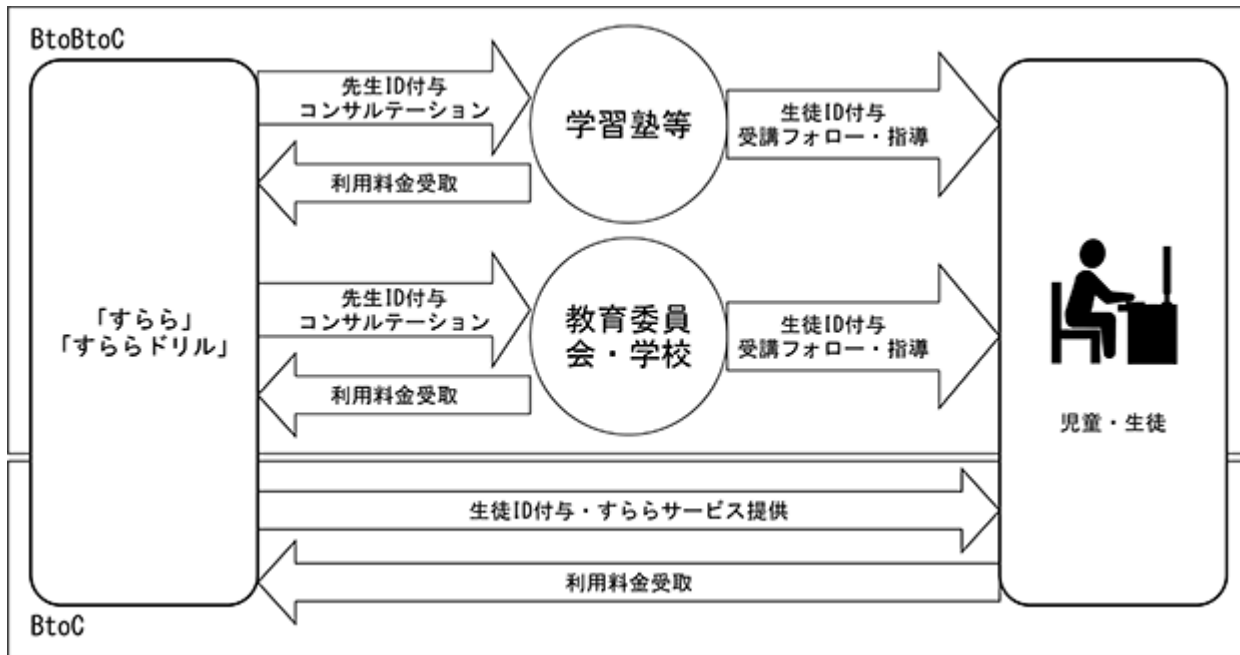 BtoBtoC
「すらら」
「すららドリル」
先生ID付与
コンサルテーション
利用料金受取
学習塾等
生徒ID付与
受講フォロー・指導
先生ID付与
コンサルテーション
利用料金受取
教育委員
会・学校
生徒ID付与
受講フォロー・指導
児童・生徒
生徒ID付与・すららサービス提供
利用料金受取
BtoC